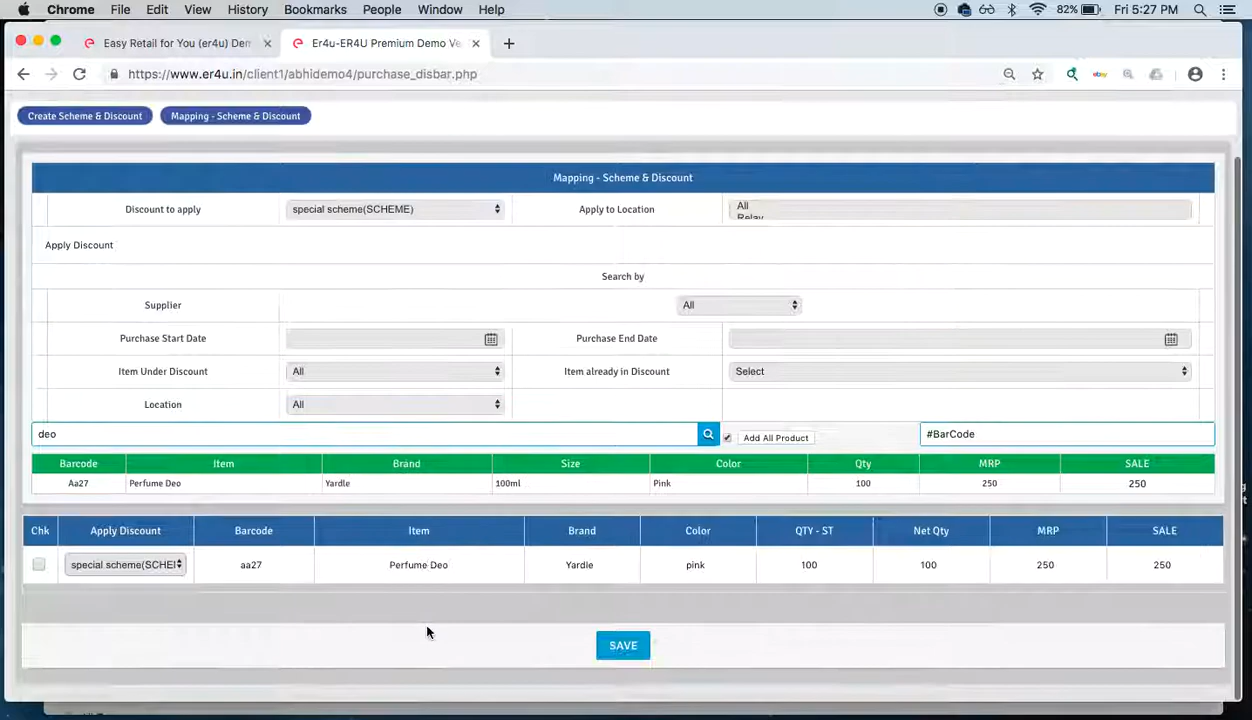 Chrome File Edit View History Bookmarks People Window Help 82% Fri 5:27 PM
Easy Retail for You (er4u) Dem Er4u-ER4U Premium Demo Ve
https://www.er4u.in/client1/abhidemo4/purchase_disbar.php
Create Scheme & Discount Mapping - Scheme & Discount
Mapping - Scheme & Discount
Discount to apply special scheme(SCHEME) Apply to Location All
Relay
Apply Discount
Search by
Supplier All
Purchase Start Date Purchase End Date
Item Under Discount All Item already in Discount Select
Location All
deo Add All Product #BarCode
Barcode Item Brand Size Color Qty MRP SALE
Aa27 Perfume Deo Yardle 100ml Pink 100 250 250
Chk Apply Discount Barcode Item Brand Color QTY - ST Net Qty MRP SALE
special scheme(SCHEI aa27 Perfume Deo Yardle pink 100 100 250 250
SAVE